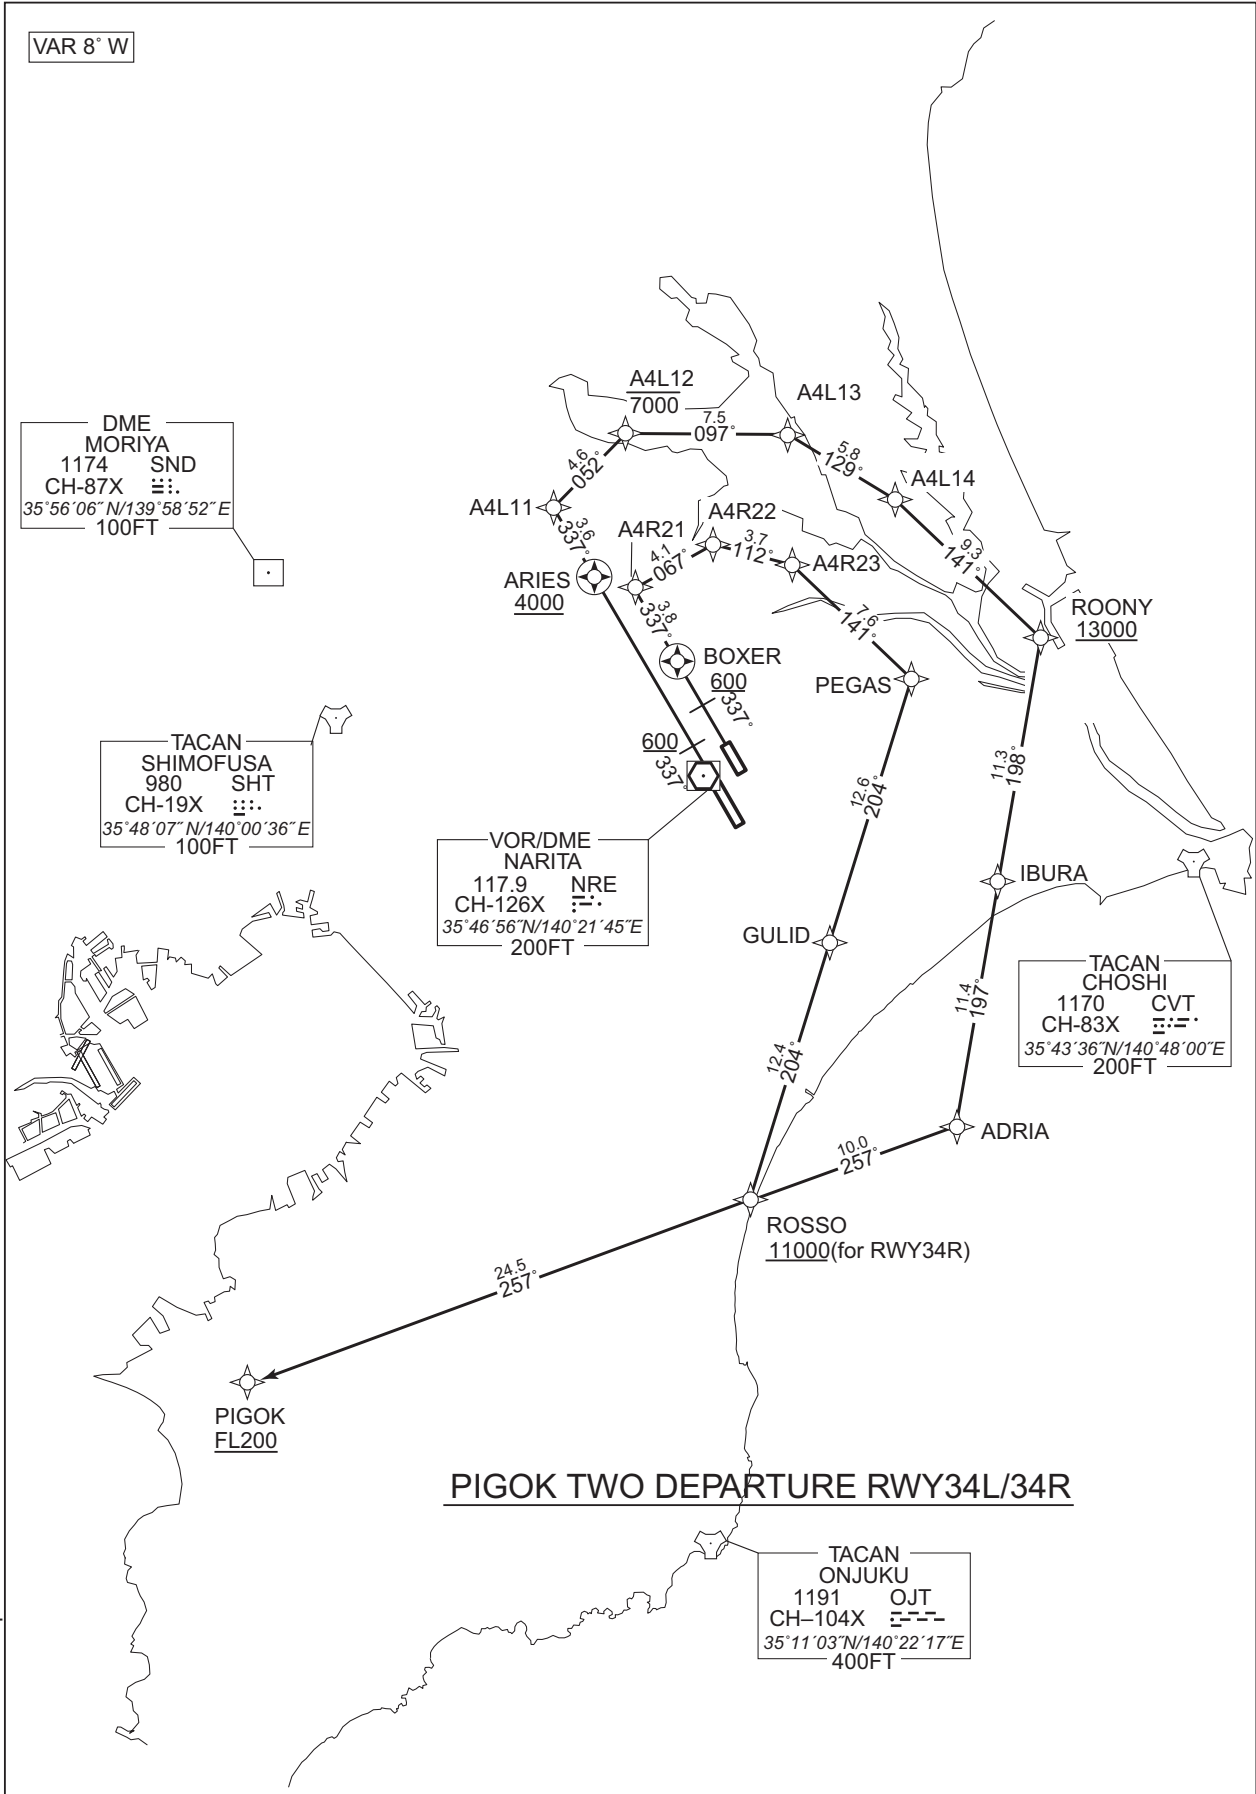 VAR 8° W
A4L12
7000
A4L13
7.5
097°
4.6
052°
5.8
129°
A4L14
A4L11
3.6
337°
A4R21
A4R22
3.7
112°
4.1
067°
A4R23
9.3
141°
ARIES
4000
3.8
337°
7.6
141°
ROONY
13000
BOXER
600
337°
PEGAS
600
337°
DME
MORIYA
1174 SND
CH-87X
35°56´06˝ N/139°58´52˝ E
100FT
TACAN
SHIMOFUSA
980 SHT
CH-19X
35°48´07˝ N/140°00´36˝ E
100FT
VOR/DME
NARITA
117.9 NRE
CH-126X
35°46´56˝N/140°21´45˝E
200FT
12.6
204°
11.3
198°
IBURA
GULID
TACAN
CHOSHI
1170 CVT
CH-83X
35°43´36˝N/140°48´00˝E
200FT
11.4
197°
12.4
204°
ADRIA
10.0
257°
ROSSO
11000(for RWY34R)
24.5
257°
PIGOK
FL200
PIGOK TWO DEPARTURE RWY34L/34R
TACAN
ONJUKU
1191 OJT
CH–104X
35°11´03˝N/140°22´17˝E
400FT